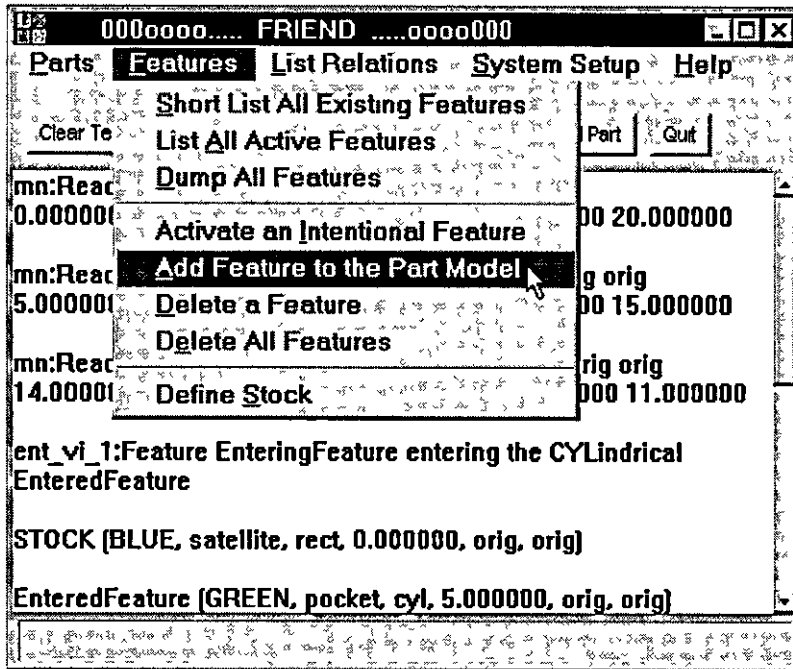 000oooo..... FRIEND .....oooo000
Parts Features List Relations System Setup Help
Short List All Existing Features
Clear Te Part Quit
List All Active Features
mn:Reac Dump All Features
0.00000 00 20.000000
Activate an Intentional Feature
mn:Reac Add Feature to the Part Model g orig
5.00000 Delete a Feature 00 15.000000
Delete All Features
mn:Reac rig orig
14.0000 Define Stock 000 11.000000
ent_vi_1:Feature EnteringFeature entering the CYLindrical
EnteredFeature
STOCK (BLUE, satellite, rect, 0.000000, orig, orig)
EnteredFeature (GREEN, pocket, cyl, 5.000000, orig, orig)